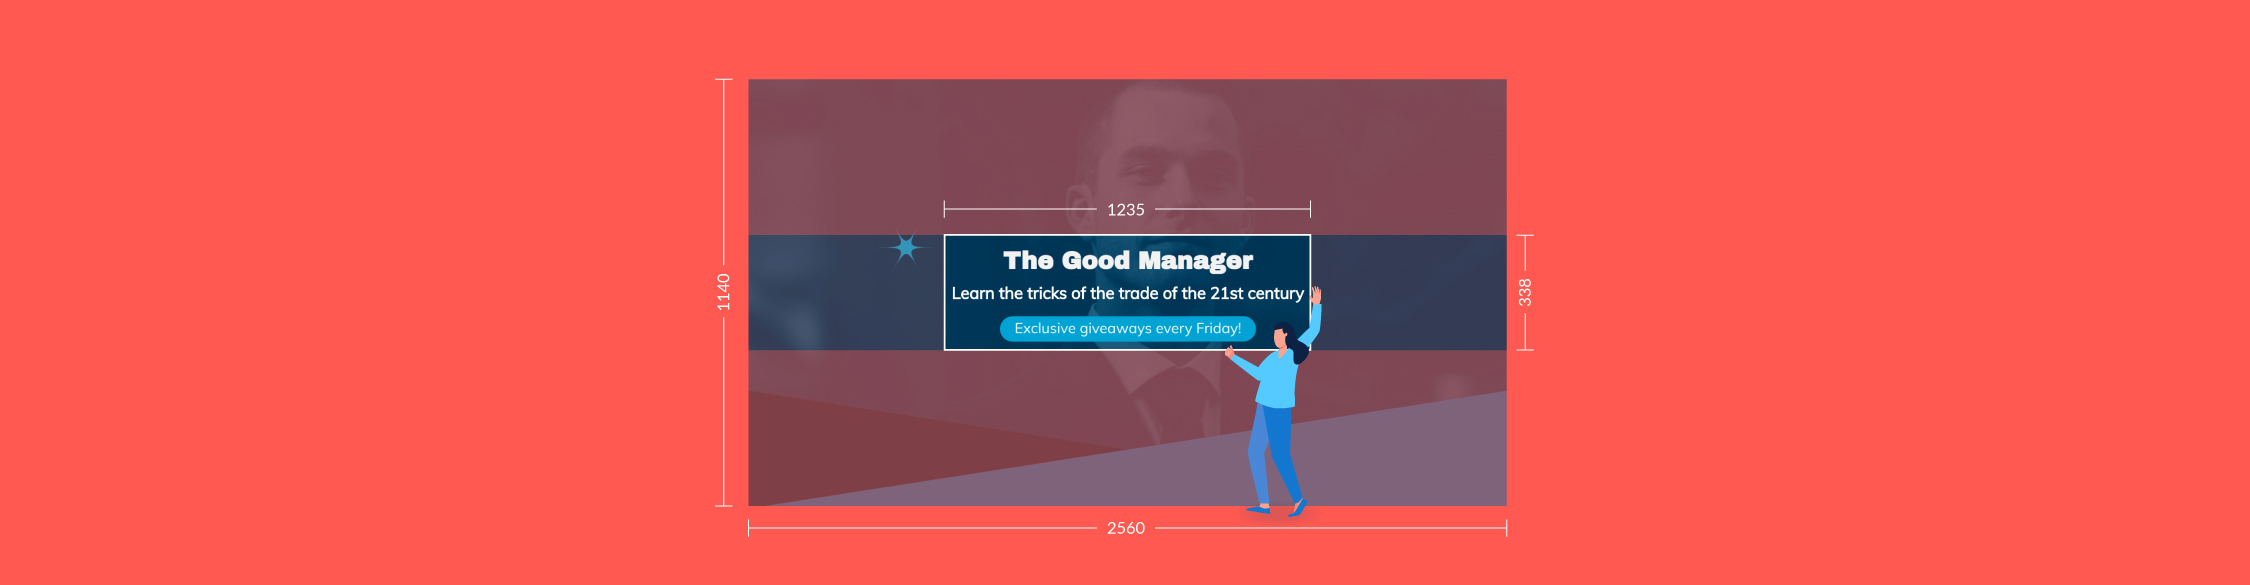 1235
The Good Manager
Learn the tricks of the trade of the 21st century
Exclusive giveaways every Friday!
1140
338
2560